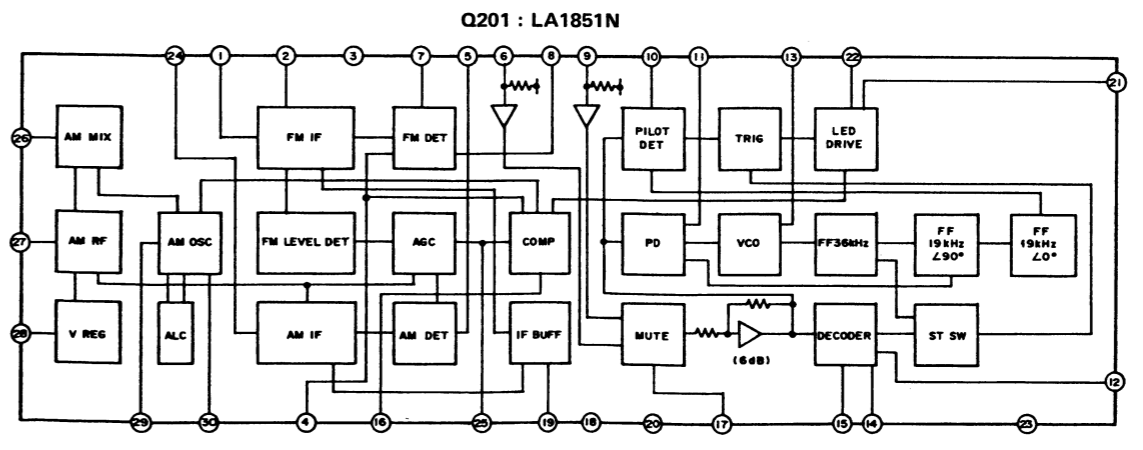 Q201 : LA1851N
24 1 2 3 7 5 6 8 9 10 11 13 22
21
26
AM MIX
FM IF
FM DET
PILOT
DET
TRIG
LED
DRIVE
27
AM RF
AM OSC
FM LEVEL DET
AGC
COMP
PD
VCO
FF36kHz
FF
19kHz
∠90°
FF
19kHz
∠0°
28
V REG
ALC
AM IF
AM DET
IF BUFF
MUTE
(6dB)
DECODER
ST SW
12
29 30 4 16 25 19 18 20 17 15 14 23